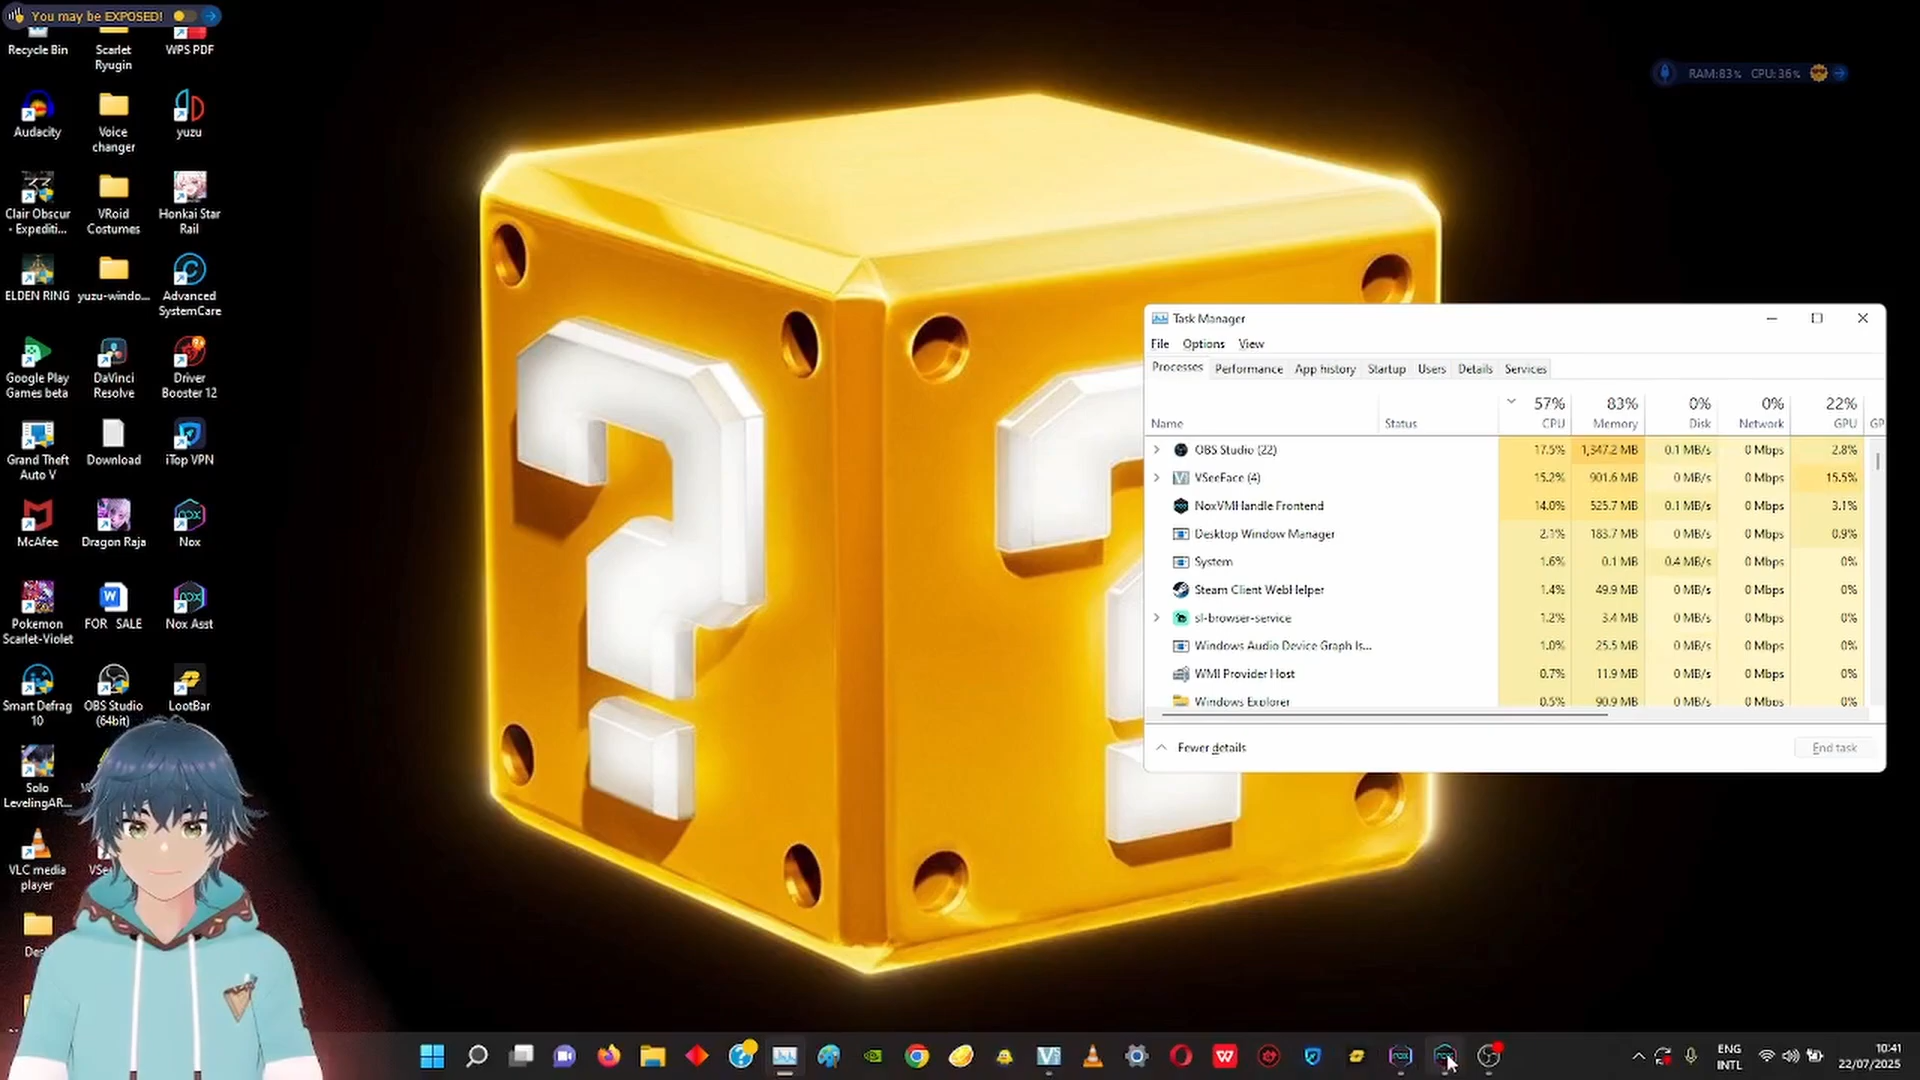 You may be EXPOSED!
Recycle Bin
Scarlet
Ryugin
WPS PDF
RAM:83% CPU:36%
Audacity
Voice
changer
yuzu
Clair Obscur
- Expediti...
VRoid
Costumes
Honkai Star
Rail
ELDEN RING
yuzu-windo...
Advanced
SystemCare
Google Play
Games beta
DaVinci
Resolve
Driver
Booster 12
Grand Theft
Auto V
Download
iTop VPN
McAfee
Dragon Raja
Nox
Pokemon
Scarlet-Violet
FOR SALE
Nox Asst
Smart Defrag
10
OBS Studio
(64bit)
LootBar
Solo
LevelingAR...
VLC media
player
Task Manager
File Options View
Processes Performance App history Startup Users Details Services
57% 83% 0% 0% 22%
Name Status CPU Memory Disk Network GPU GP
OBS Studio (22) 17.5% 1,347.2 MB 0.1 MB/s 0 Mbps 2.8%
VSeeFace (4) 15.2% 901.6 MB 0 MB/s 0 Mbps 15.5%
NoxVMHandle Frontend 14.0% 525.7 MB 0.1 MB/s 0 Mbps 3.1%
Desktop Window Manager 2.1% 183.7 MB 0 MB/s 0 Mbps 0.9%
System 1.6% 0.1 MB 0.4 MB/s 0 Mbps 0%
Steam Client WebHelper 1.4% 49.9 MB 0 MB/s 0 Mbps 0%
sl-browser-service 1.2% 3.4 MB 0 MB/s 0 Mbps 0%
Windows Audio Device Graph Is... 1.0% 25.5 MB 0 MB/s 0 Mbps 0%
WMI Provider Host 0.7% 11.9 MB 0 MB/s 0 Mbps 0%
Windows Explorer 0.5% 90.9 MB 0 MB/s 0 Mbps 0%
Fewer details End task
ENG
INTL
10:41
22/07/2025